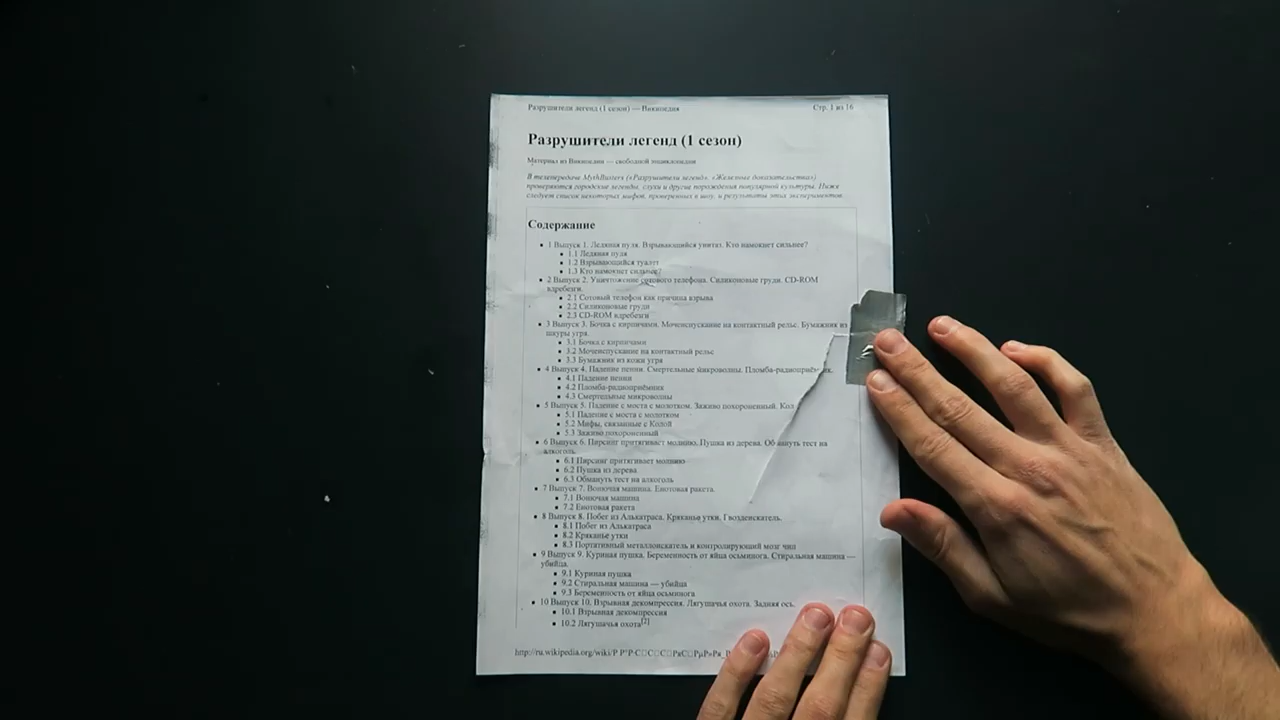 Разрушители легенд (1 сезон) — Википедия Стр. 1 из 16
Разрушители легенд (1 сезон)
Материал из Википедии — свободной энциклопедии
В телепередаче MythBusters («Разрушители легенд», «Железные доказательства»)
проверяются городские легенды, слухи и другие порождения популярной культуры. Ниже
следует список некоторых мифов, проверенных в шоу, и результаты этих экспериментов.
Содержание
1 Выпуск 1. Ледяная пуля. Взрывающийся унитаз. Кто намокнет сильнее?
1.1 Ледяная пуля
1.2 Взрывающийся туалет
1.3 Кто намокнет сильнее?
2 Выпуск 2. Уничтожение сотового телефона. Силиконовые груди. CD-ROM
вдребезги.
2.1 Сотовый телефон как причина взрыва
2.2 Силиконовые груди
2.3 CD-ROM вдребезги
3 Выпуск 3. Бочка с кирпичами. Мочеиспускание на контактный рельс. Бумажник из
шкуры угря.
3.1 Бочка с кирпичами
3.2 Мочеиспускание на контактный рельс
3.3 Бумажник из кожи угря
4 Выпуск 4. Падение пенни. Смертельные микроволны. Пломба-радиоприёмник.
4.1 Падение пенни
4.2 Пломба-радиоприёмник
4.3 Смертельные микроволны
5 Выпуск 5. Падение с моста с молотком. Заживо похороненный. Кол
5.1 Падение с моста с молотком
5.2 Мифы, связанные с Колой
5.3 Заживо похороненный
6 Выпуск 6. Пирсинг притягивает молнию. Пушка из дерева. Обмануть тест на
алкоголь.
6.1 Пирсинг притягивает молнию
6.2 Пушка из дерева
6.3 Обмануть тест на алкоголь
7 Выпуск 7. Вонючая машина. Енотовая ракета.
7.1 Вонючая машина
7.2 Енотовая ракета
8 Выпуск 8. Побег из Алькатраса. Кряканье утки. Гвоздеискатель.
8.1 Побег из Алькатраса
8.2 Кряканье утки
8.3 Портативный металлоискатель и контролирующий мозг чип
9 Выпуск 9. Куриная пушка. Беременность от яйца осьминога. Стиральная машина —
убийца.
9.1 Куриная пушка
9.2 Стиральная машина — убийца
9.3 Беременность от яйца осьминога
10 Выпуск 10. Взрывная декомпрессия. Лягушачья охота. Задняя ось.
10.1 Взрывная декомпрессия
10.2 Лягушачья охота[2]
http://ru.wikipedia.org/wiki/